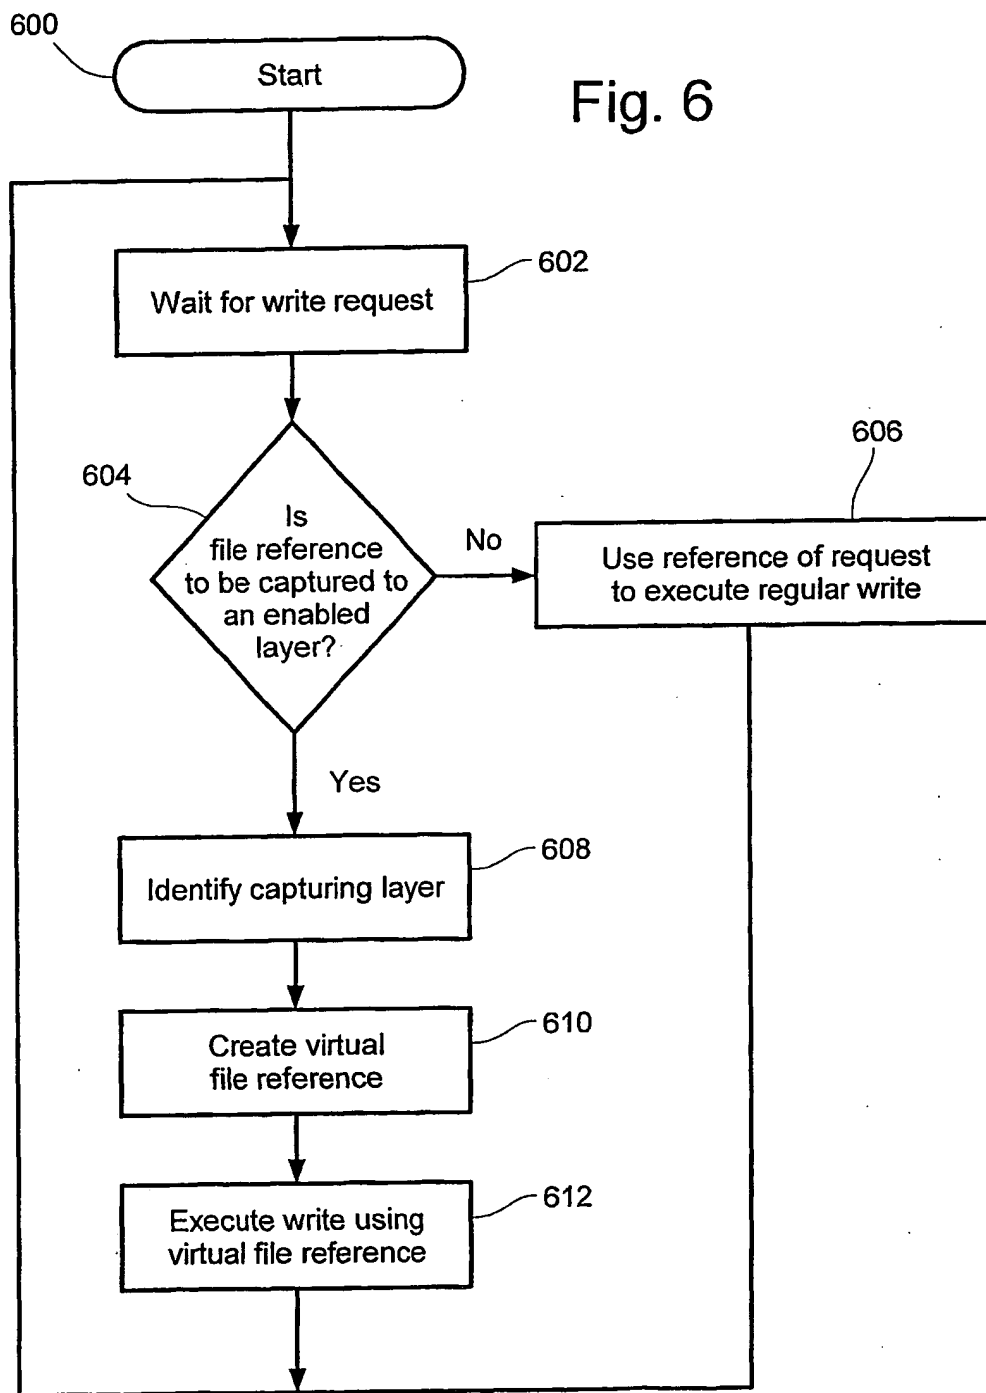 600
Start
Fig. 6
Wait for write request
602
604
Is
file reference
to be captured to
an enabled
layer?
No
606
Use reference of request
to execute regular write
Yes
Identify capturing layer
608
Create virtual
file reference
610
Execute write using
virtual file reference
612